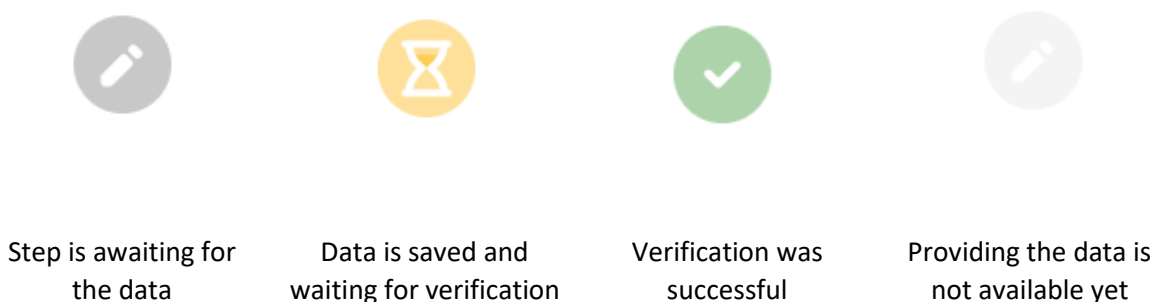 Step is awaiting for
the data
Data is saved and
waiting for verification
Verification was
successful
Providing the data is
not available yet